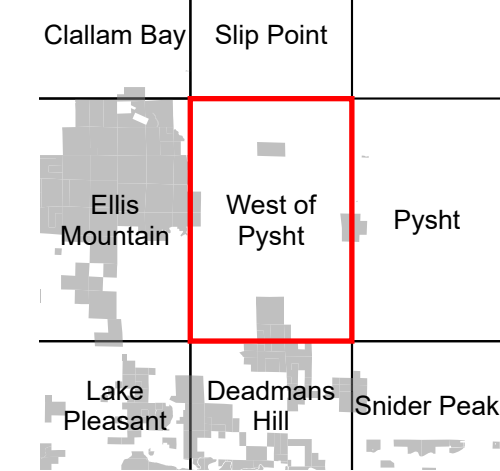 Clallam Bay
Slip Point
Ellis
Mountain
West of
Pysht
Pysht
Lake
Pleasant
Deadmans
Hill
Snider Peak